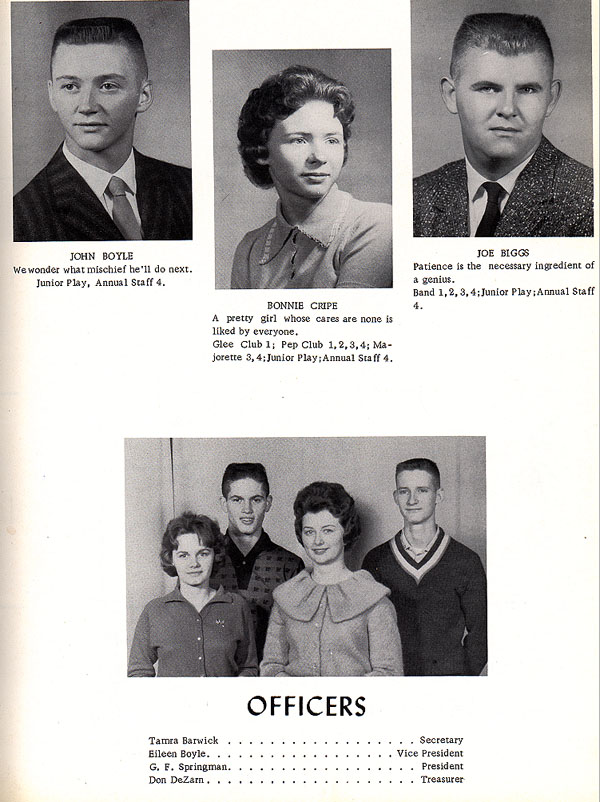 JOHN BOYLE
We wonder what mischief he'll do next.
Junior Play, Annual Staff 4.
BONNIE CRIPE
A pretty girl whose cares are none is
liked by everyone.
Glee Club 1; Pep Club 1,2,3,4; Ma-
jorette 3,4;Junior Play;Annual Staff 4.
JOE BIGGS
Patience is the necessary ingredient of
a genius.
Band 1,2,3,4;Junior Play;Annual Staff
4.
OFFICERS
Tamra Barwick . . . . . . . . . . . . . . . . . . Secretary
Eileen Boyle. . . . . . . . . . . . . . . . . . Vice President
G. F. Springman. . . . . . . . . . . . . . . . . . President
Don DeZarn. . . . . . . . . . . . . . . . . . . . Treasurer